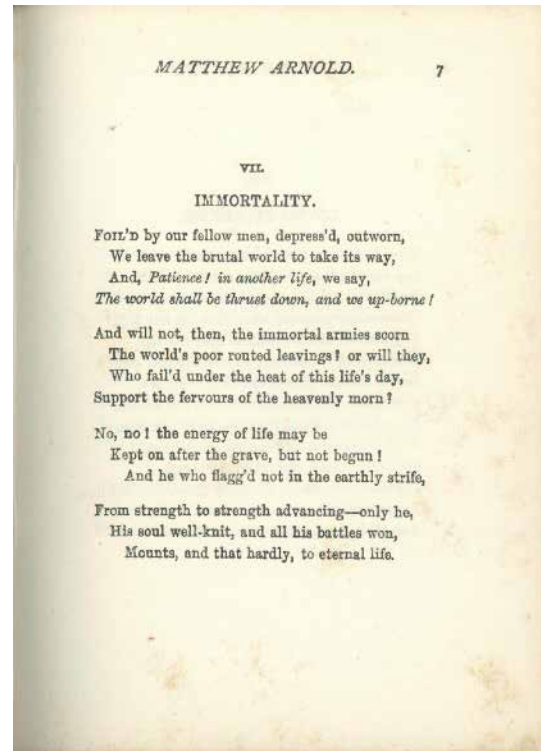 MATTHEW ARNOLD. 7
VII.
IMMORTALITY.
FOIL'D by our fellow men, depress'd, outworn,
We leave the brutal world to take its way,
And, Patience! in another life, we say,
The world shall be thrust down, and we up-borne!
And will not, then, the immortal armies scorn
The world's poor routed leavings? or will they,
Who fail'd under the heat of this life's day,
Support the fervours of the heavenly morn?
No, no! the energy of life may be
Kept on after the grave, but not begun!
And he who flagg'd not in the earthly strife,
From strength to strength advancing—only he,
His soul well-knit, and all his battles won,
Mounts, and that hardly, to eternal life.